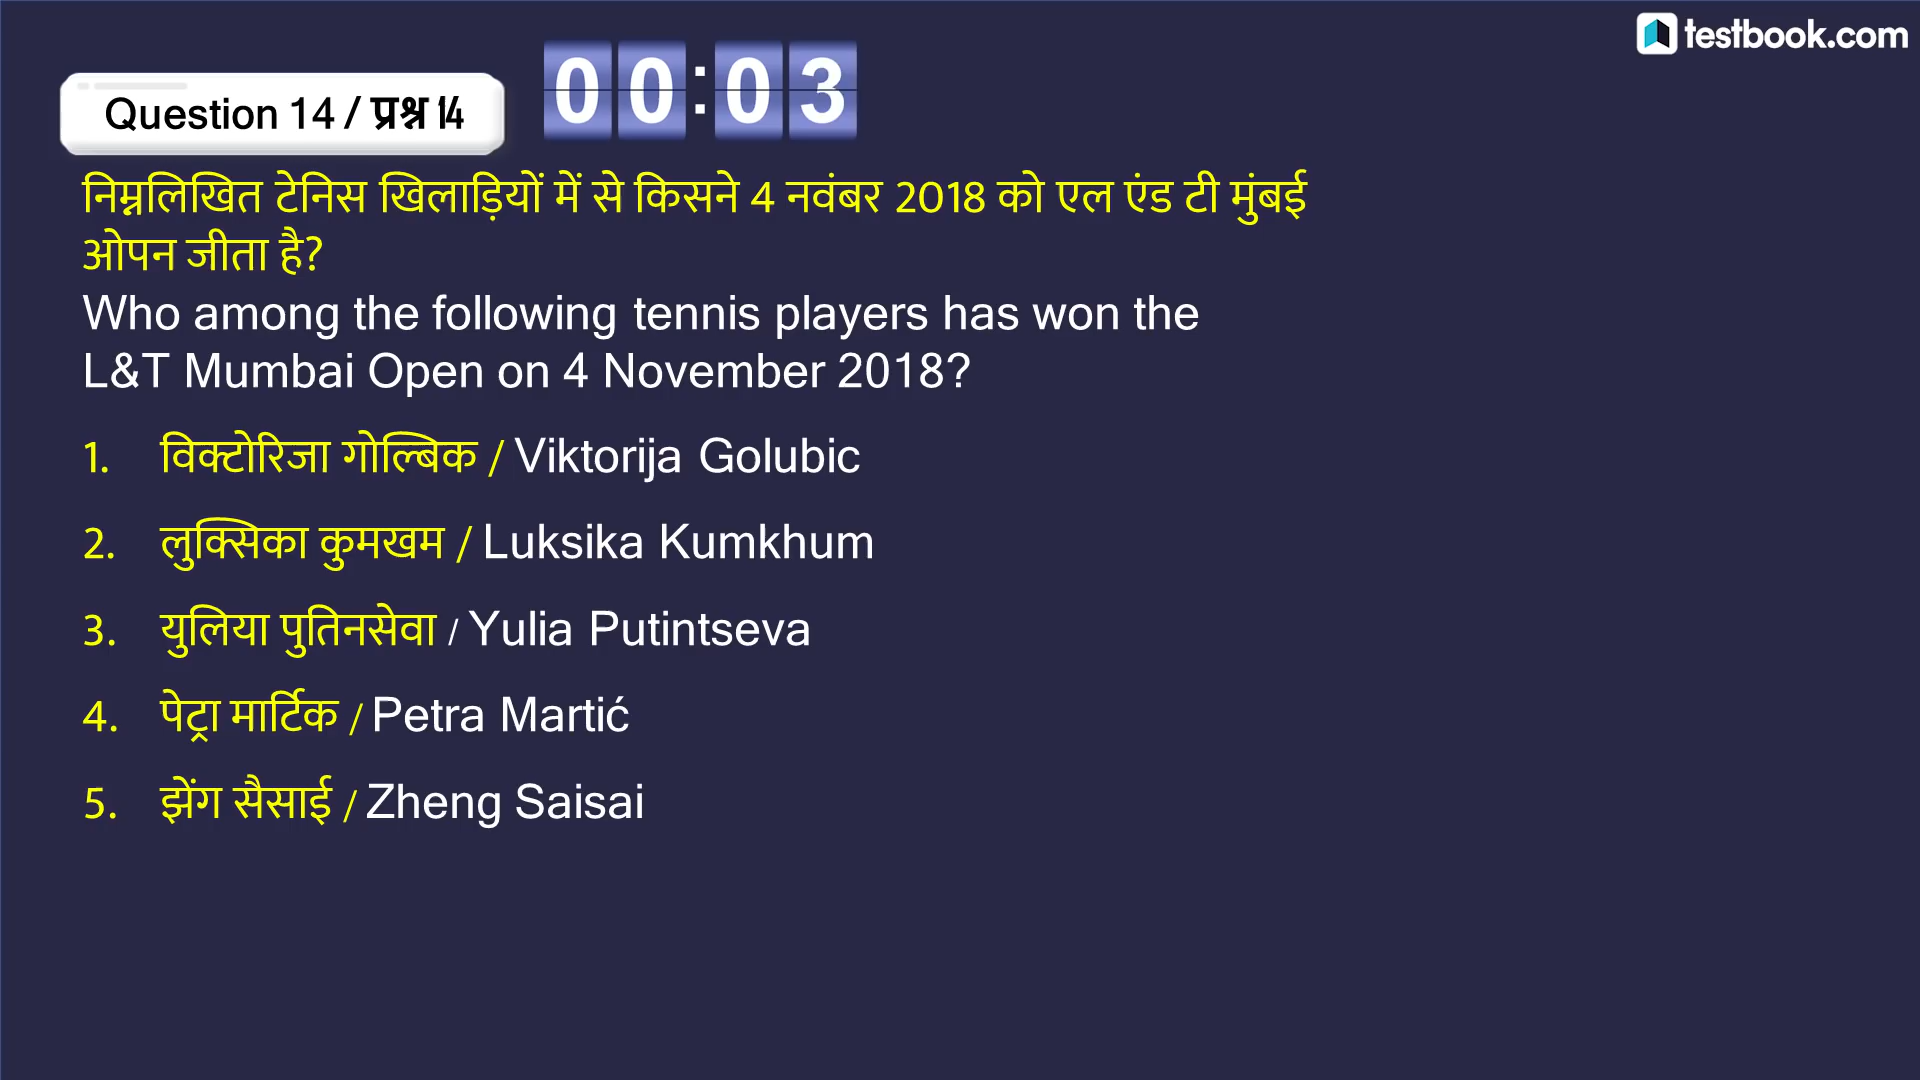 testbook.com
00:03
Question 14 / प्रश्न 14
निम्नलिखित टेनिस खिलाड़ियों में से किसने 4 नवंबर 2018 को एल एंड टी मुंबई
ओपन जीता है?
Who among the following tennis players has won the
L&T Mumbai Open on 4 November 2018?
1. विक्टोरिजा गोल्बिक / Viktorija Golubic
2. लुक्सिका कुमखम / Luksika Kumkhum
3. युलिया पुतिनसेवा / Yulia Putintseva
4. पेट्रा मार्टिक / Petra Martić
5. झेंग सैसाई / Zheng Saisai